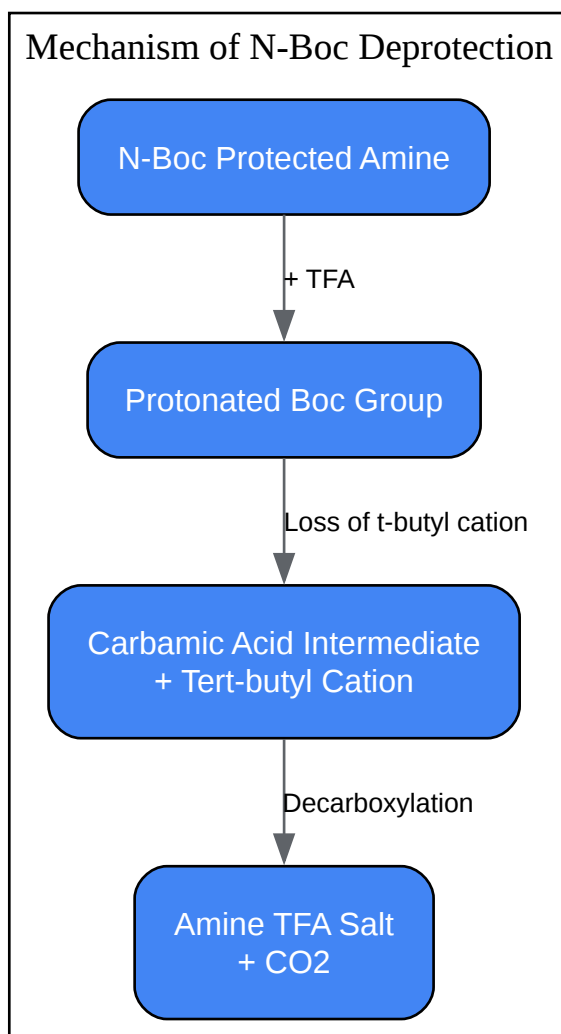 Mechanism of N-Boc Deprotection
N-Boc Protected Amine
+ TFA
Protonated Boc Group
Loss of t-butyl cation
Carbamic Acid Intermediate
+ Tert-butyl Cation
Decarboxylation
Amine TFA Salt
+ CO2